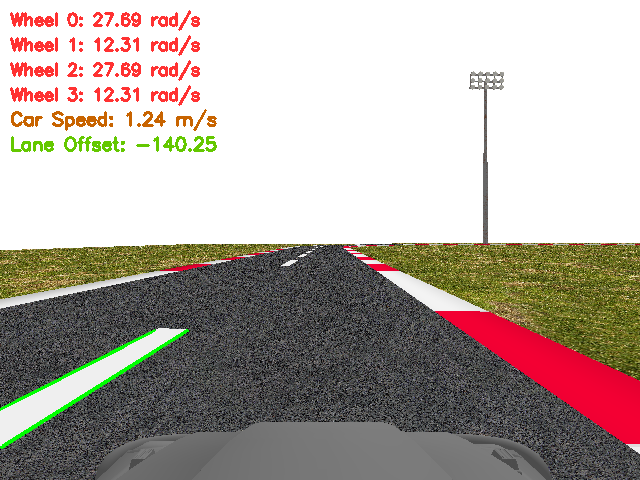 Wheel 0: 27.69 rad/s
Wheel 1: 12.31 rad/s
Wheel 2: 27.69 rad/s
Wheel 3: 12.31 rad/s
Car Speed: 1.24 m/s
Lane Offset: -140.25